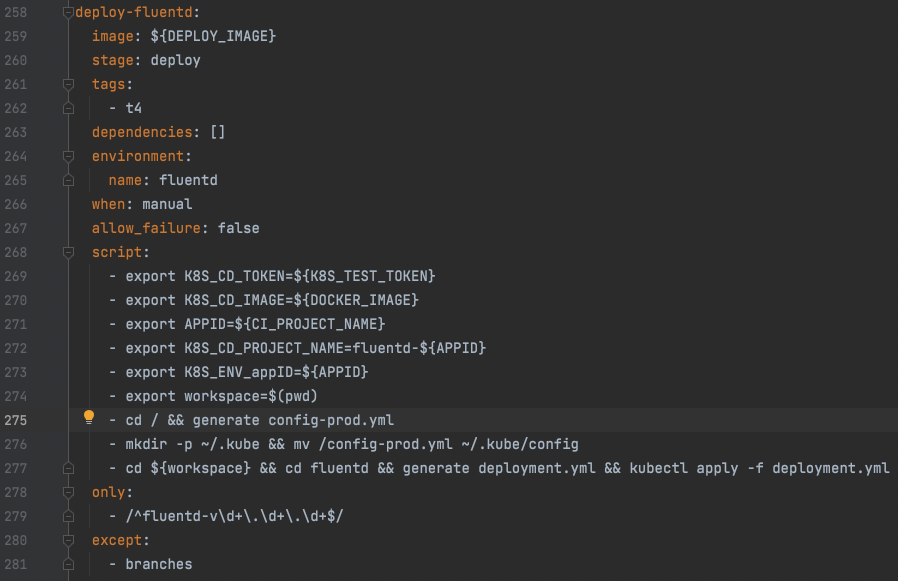 258 deploy-fluentd:
259   image: ${DEPLOY_IMAGE}
260   stage: deploy
261   tags:
262     - t4
263   dependencies: []
264   environment:
265     name: fluentd
266   when: manual
267   allow_failure: false
268   script:
269     - export K8S_CD_TOKEN=${K8S_TEST_TOKEN}
270     - export K8S_CD_IMAGE=${DOCKER_IMAGE}
271     - export APPID=${CI_PROJECT_NAME}
272     - export K8S_CD_PROJECT_NAME=fluentd-${APPID}
273     - export K8S_ENV_appID=${APPID}
274     - export workspace=$(pwd)
275     - cd / && generate config-prod.yml
276     - mkdir -p ~/.kube && mv /config-prod.yml ~/.kube/config
277     - cd ${workspace} && cd fluentd && generate deployment.yml && kubectl apply -f deployment.yml
278   only:
279     - /^fluentd-v\d+\.\d+\.\d+$/
280   except:
281     - branches